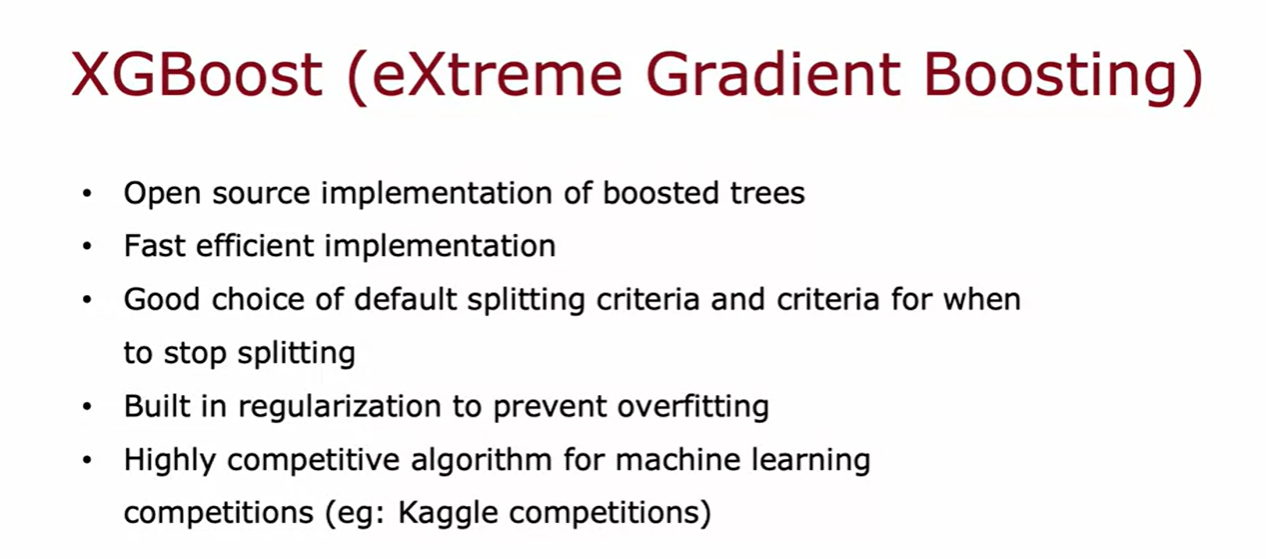 XGBoost (eXtreme Gradient Boosting)
• Open source implementation of boosted trees
• Fast efficient implementation
• Good choice of default splitting criteria and criteria for when
to stop splitting
• Built in regularization to prevent overfitting
• Highly competitive algorithm for machine learning
competitions (eg: Kaggle competitions)